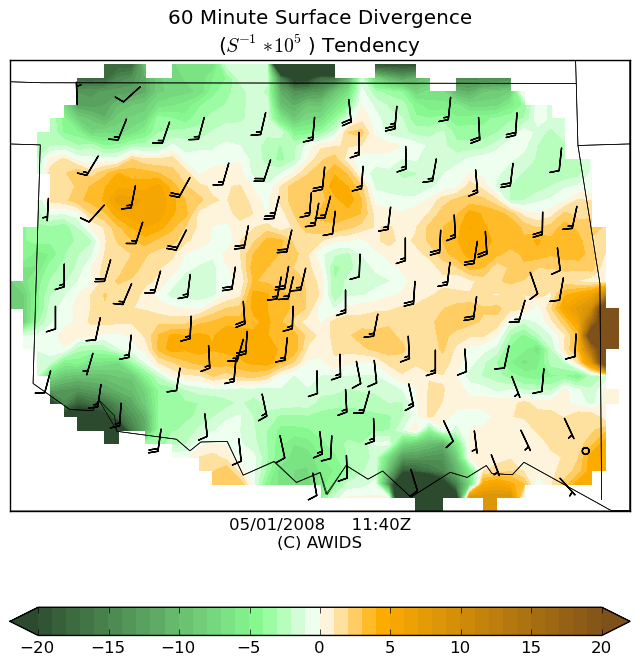 60 Minute Surface Divergence
(S⁻¹ * 10⁵ ) Tendency
05/01/2008 11:40Z
(C) AWIDS
−20 −15 −10 −5 0 5 10 15 20